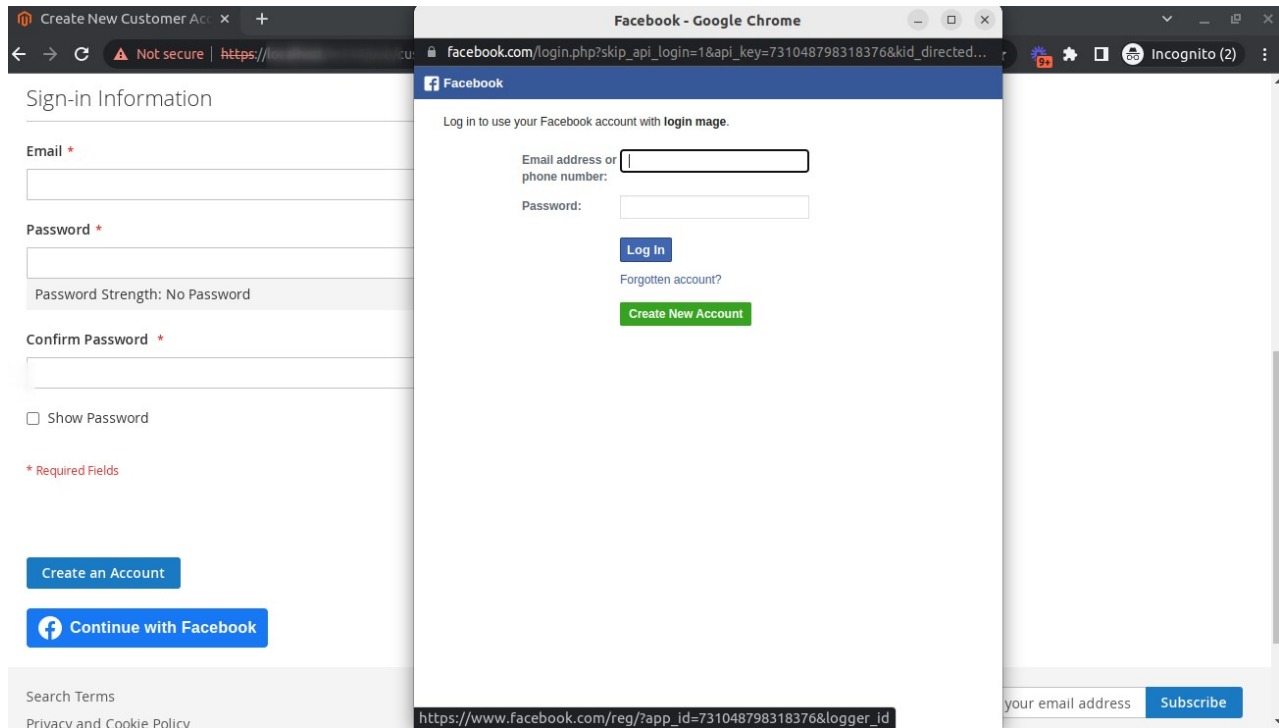 Create New Customer Acc
Facebook - Google Chrome
Not secure | https://
cu
facebook.com/login.php?skip_api_login=1&api_key=731048798318376&kid_directed...
9+
Incognito (2)
Sign-in Information
Facebook
Log in to use your Facebook account with login mage.
Email *
Email address or
phone number:
Password:
Password *
Log In
Forgotten account?
Password Strength: No Password
Create New Account
Confirm Password *
Show Password
* Required Fields
Create an Account
Continue with Facebook
Search Terms
your email address
Subscribe
Privacy and Cookie Policy
https://www.facebook.com/reg/?app_id=731048798318376&logger_id